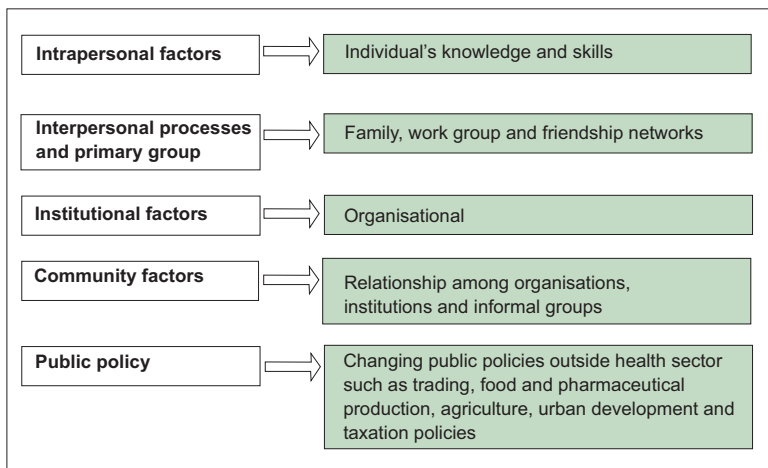 Intrapersonal factors
Individual's knowledge and skills
Interpersonal processes
and primary group
Family, work group and friendship networks
Institutional factors
Organisational
Community factors
Relationship among organisations,
institutions and informal groups
Public policy
Changing public policies outside health sector
such as trading, food and pharmaceutical
production, agriculture, urban development and
taxation policies